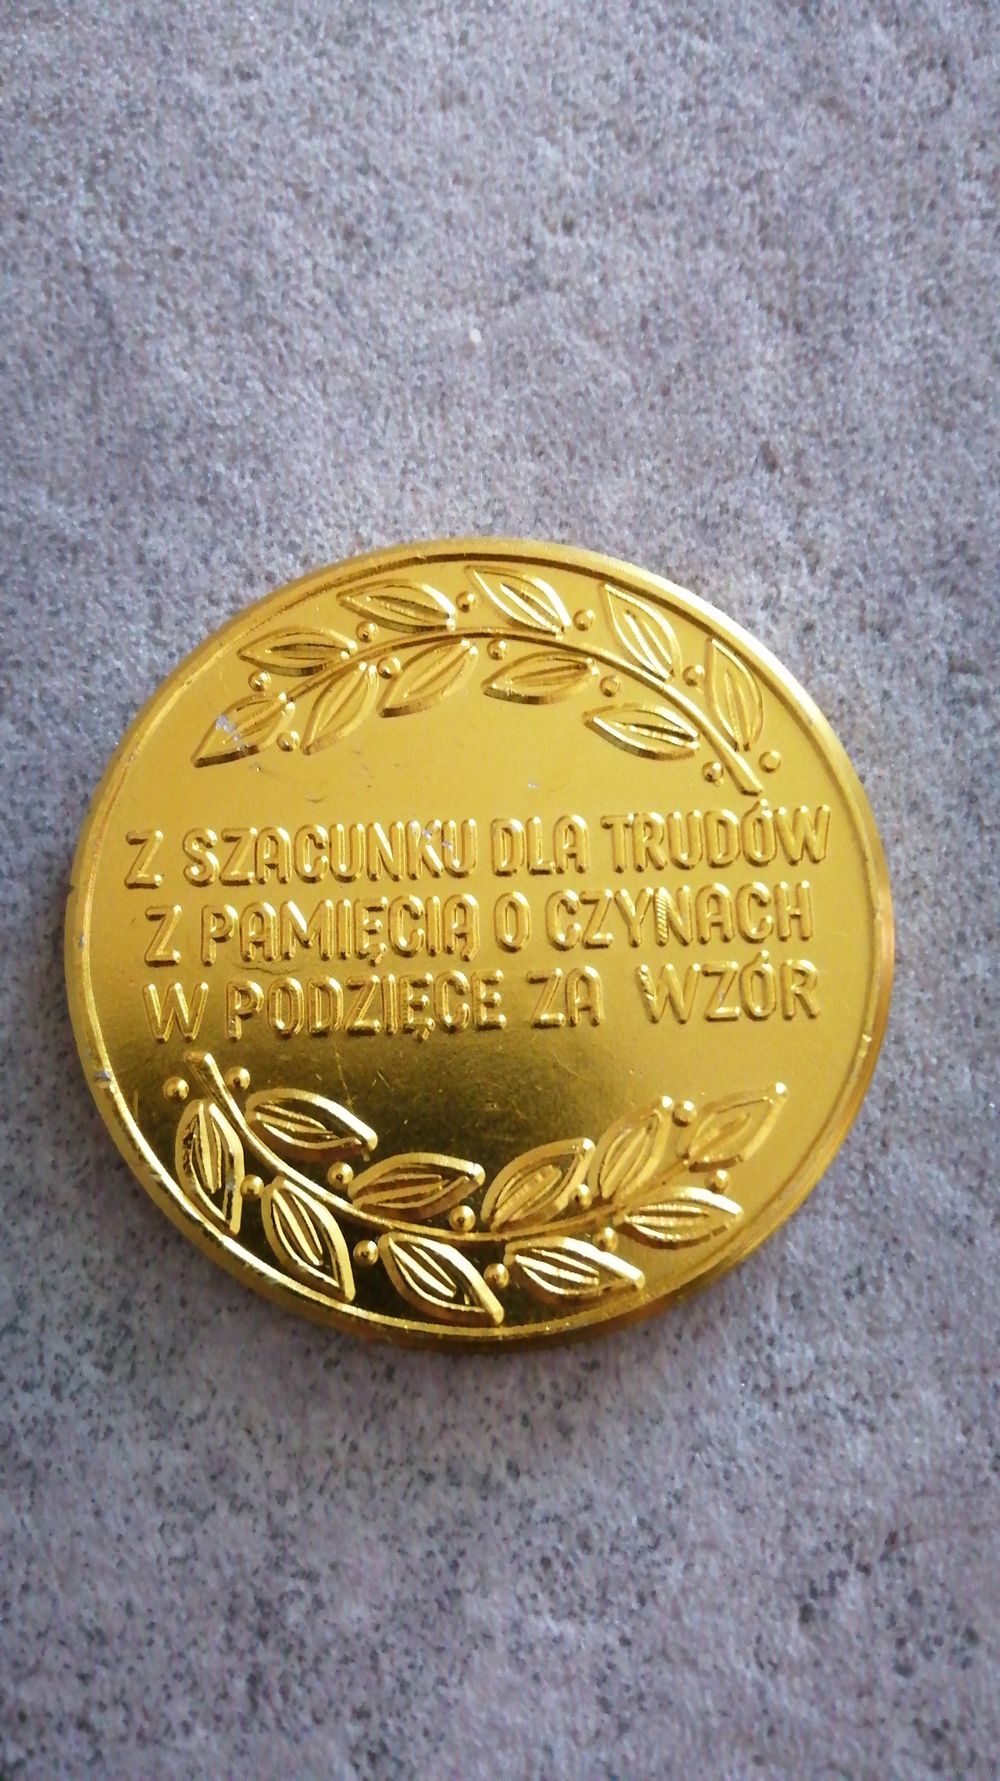 Z SZACUNKU DLA TRUDÓW
Z PAMIĘCIĄ O CZYNACH
W PODZIĘCE ZA WZÓR